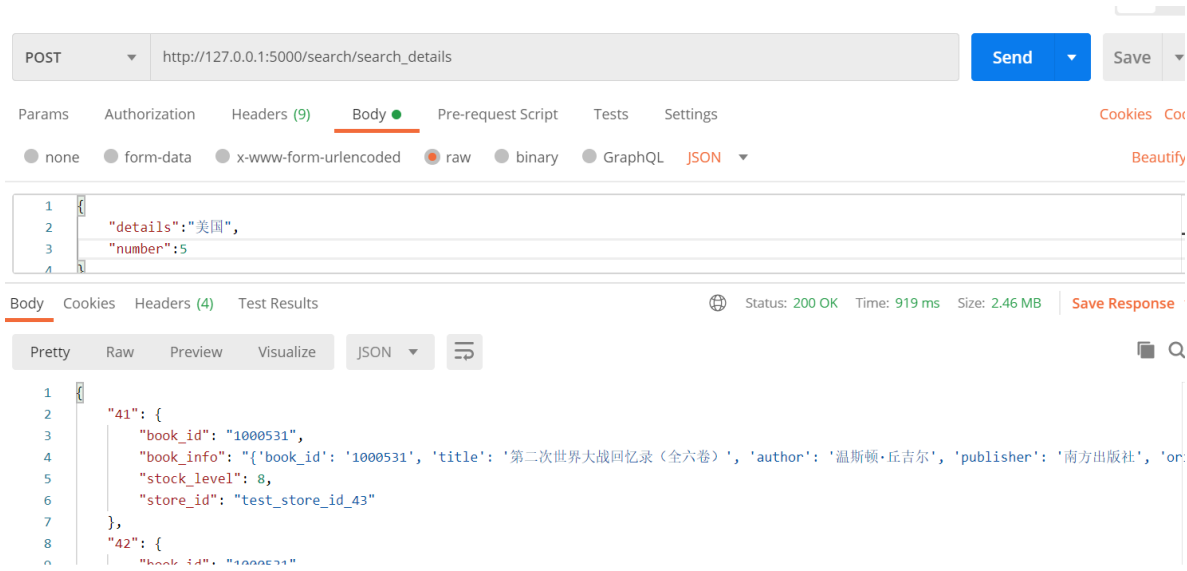 POST http://127.0.0.1:5000/search/search_details Send Save
Params Authorization Headers (9) Body Pre-request Script Tests Settings Cookies
none form-data x-www-form-urlencoded raw binary GraphQL JSON Beautify
1 {
2 "details":"美国",
3 "number":5
4 }
Body Cookies Headers (4) Test Results Status: 200 OK Time: 919 ms Size: 2.46 MB Save Response
Pretty Raw Preview Visualize JSON
1 {
2 "41": {
3 "book_id": "1000531",
4 "book_info": "{'book_id': '1000531', 'title': '第二次世界大战回忆录（全六卷）', 'author': '温斯顿·丘吉尔', 'publisher': '南方出版社',
5 "stock_level": 8,
6 "store_id": "test_store_id_43"
7 },
8 "42": {
9 "book_id": "1000531"